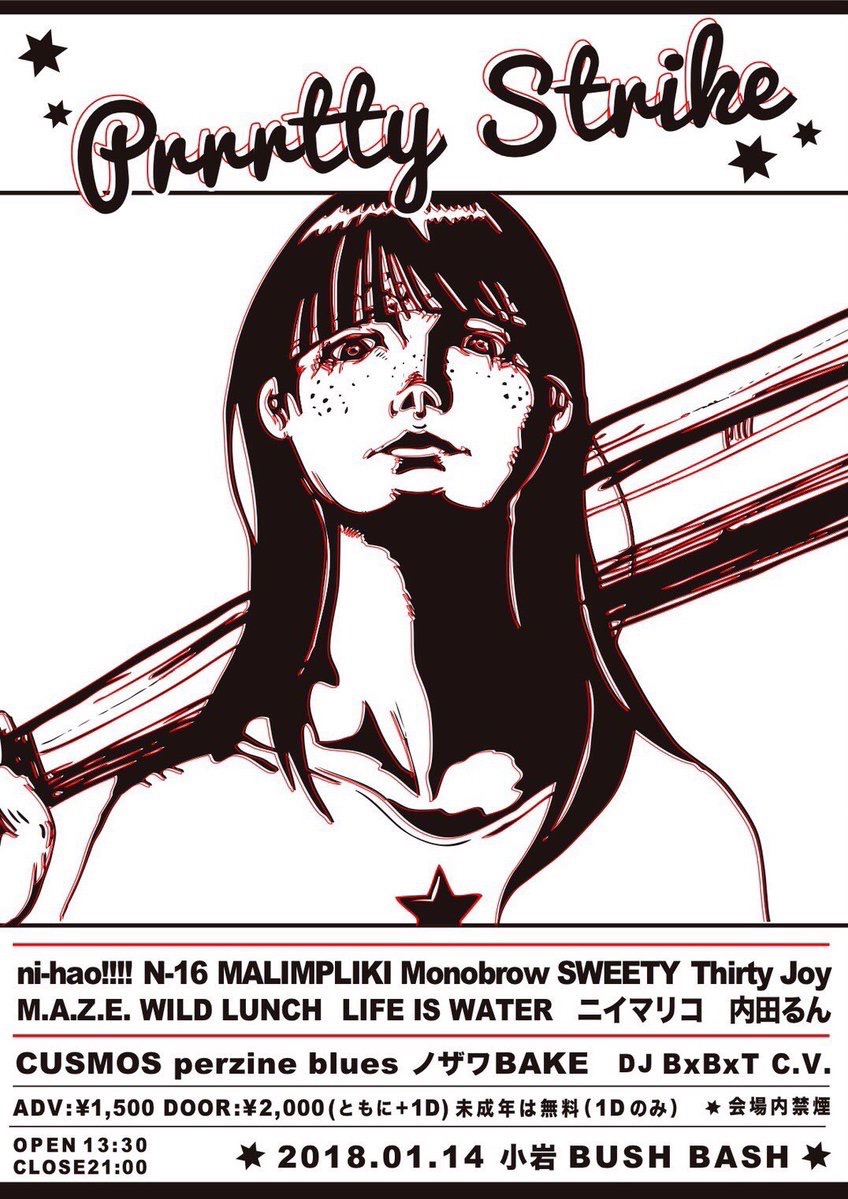 Prrrtty Strike
ni-hao!!!! N-16 MALIMPLIKI Monobrow SWEETY Thirty Joy
M.A.Z.E. WILD LUNCH LIFE IS WATER ニイマリコ 内田るん
CUSMOS perzine blues ノザワBAKE DJ BxBxT C.V.
ADV:¥1,500 DOOR:¥2,000(ともに+1D)未成年は無料(1Dのみ) ★会場内禁煙
OPEN 13:30
CLOSE21:00
★ 2018.01.14 小岩 BUSH BASH ★